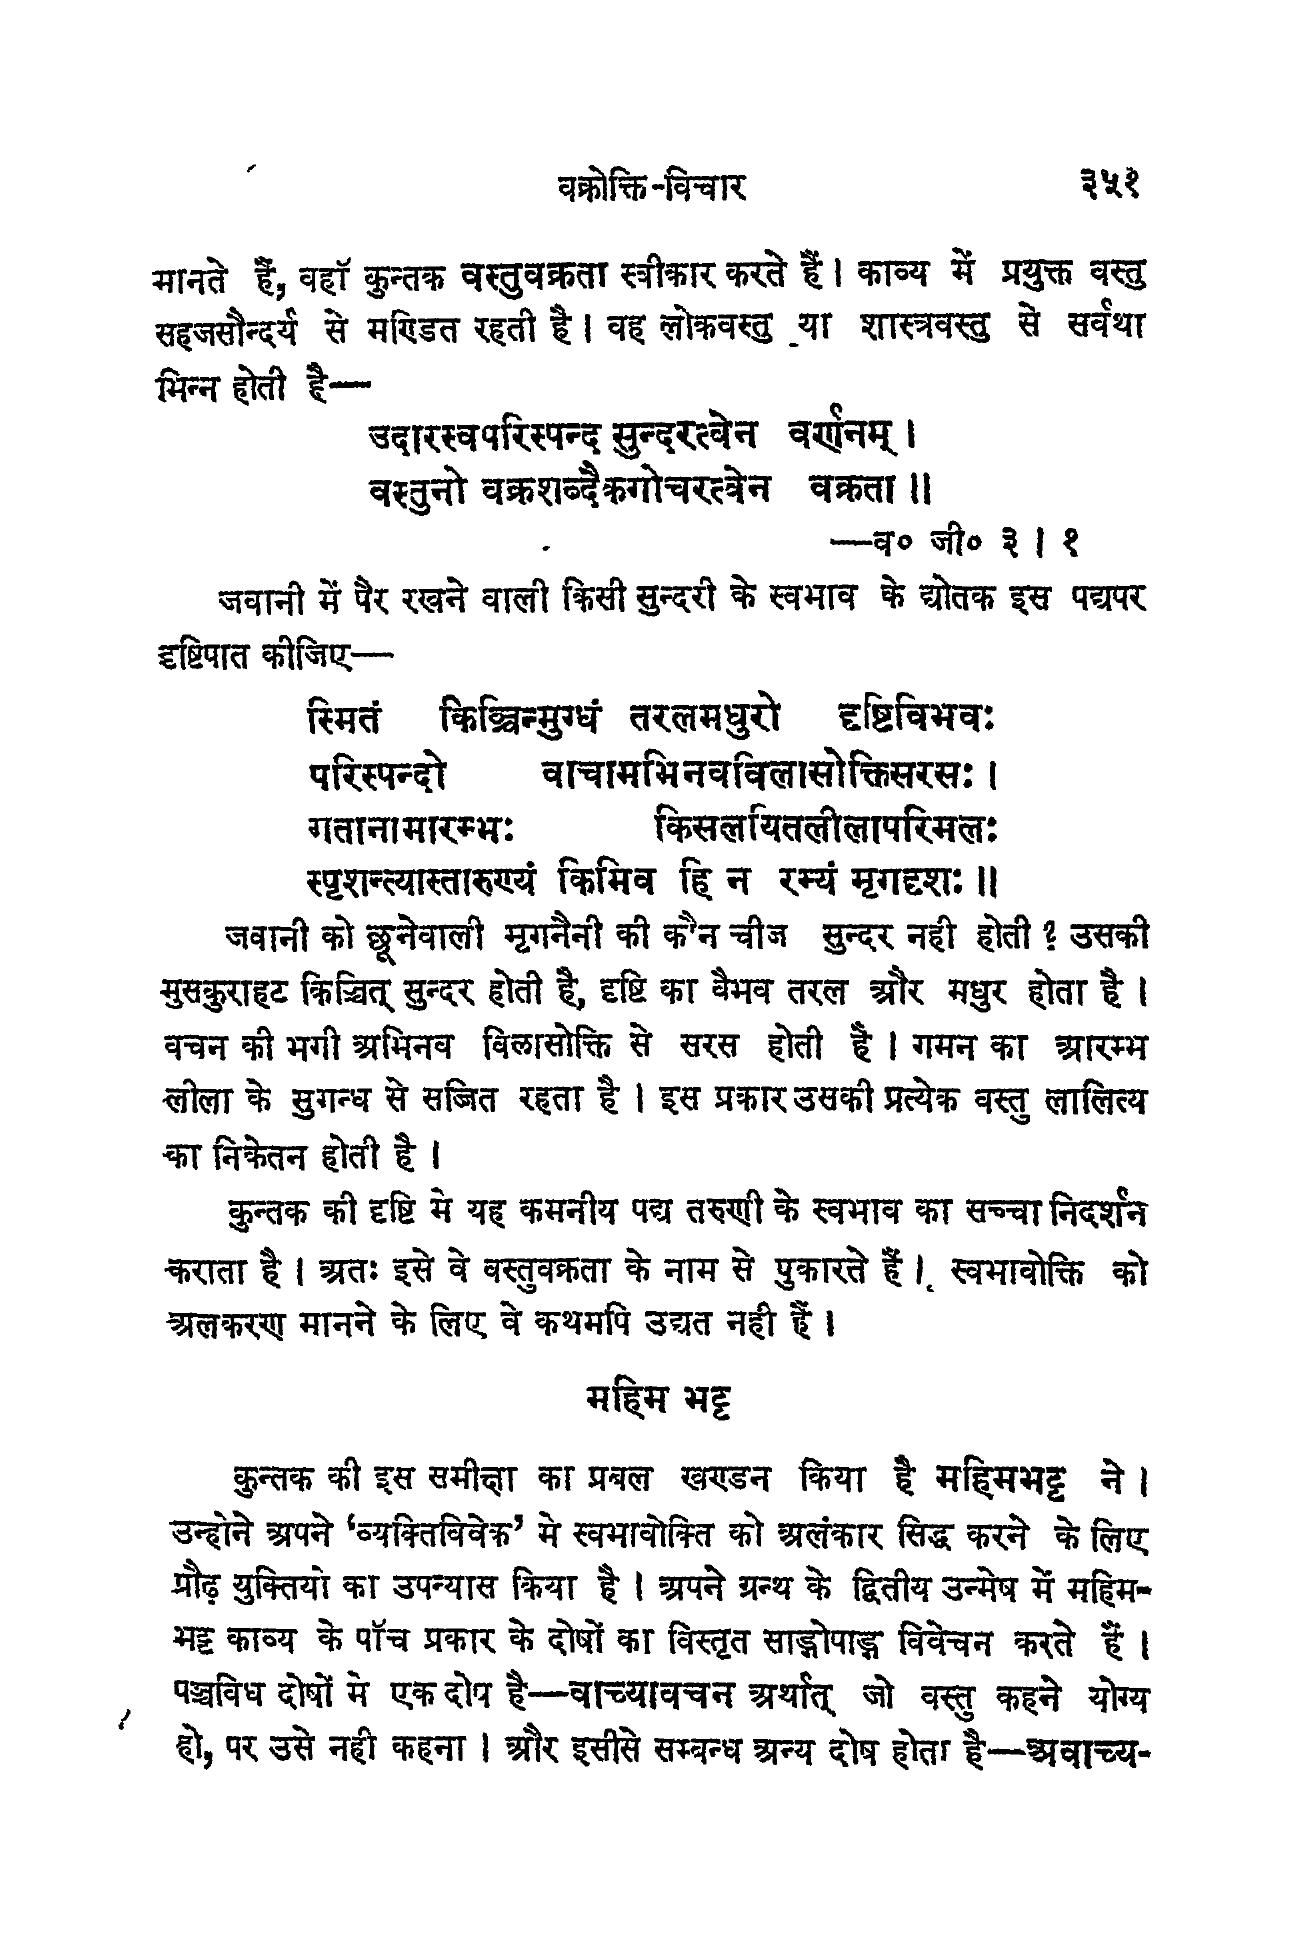 वक्रोक्ति-विचार ३५१
मानते हैं, वहाँ कुन्तक वस्तुवक्रता स्वीकार करते हैं। काव्य में प्रयुक्त वस्तु
सहजसौन्दर्य से मण्डित रहती है। वह लोकवस्तु या शास्त्रवस्तु से सर्वथा
भिन्न होती है—
उदारस्वपरिस्पन्द सुन्दरत्वेन वर्णनम्।
वस्तुनो वक्रशब्दैकगोचरत्वेन वक्रता॥
—व० जी० ३।१
जवानी में पैर रखने वाली किसी सुन्दरी के स्वभाव के द्योतक इस पद्यपर
दृष्टिपात कीजिए—
स्मितं किञ्चिन्मुग्धं तरलमधुरो दृष्टिविभवः
परिस्पन्दो वाचामभिनवविलासोक्तिसरसः।
गतानामारम्भः किसलयितलीलापरिमलः
स्पृशन्त्यास्तारुण्यं किमिव हि न रम्यं मृगदृशः॥
जवानी को छूनेवाली मृगनैनी की कौन चीज सुन्दर नही होती? उसकी
मुसकुराहट किञ्चित् सुन्दर होती है, दृष्टि का वैभव तरल और मधुर होता है।
वचन की भगी अभिनव विलासोक्ति से सरस होती है। गमन का आरम्भ
लीला के सुगन्ध से सज्जित रहता है। इस प्रकार उसकी प्रत्येक वस्तु लालित्य
का निकेतन होती है।
कुन्तक की दृष्टि मे यह कमनीय पद्य तरुणी के स्वभाव का सच्चा निदर्शन
कराता है। अतः इसे वे वस्तुवक्रता के नाम से पुकारते हैं। स्वभावोक्ति को
अलकरण मानने के लिए वे कथमपि उद्यत नही हैं।
महिम भट्ट
कुन्तक की इस समीक्षा का प्रबल खण्डन किया है महिमभट्ट ने।
उन्होने अपने ‘व्यक्तिविवेक’ मे स्वभावोक्ति को अलंकार सिद्ध करने के लिए
प्रौढ़ युक्तियो का उपन्यास किया है। अपने ग्रन्थ के द्वितीय उन्मेष में महिम-
भट्ट काव्य के पाँच प्रकार के दोषों का विस्तृत साङ्गोपाङ्ग विवेचन करते हैं।
पञ्चविध दोषों मे एक दोष है—वाच्यावचन अर्थात् जो वस्तु कहने योग्य
हो, पर उसे नही कहना। और इसीसे सम्बन्ध अन्य दोष होता है—अवाच्य-